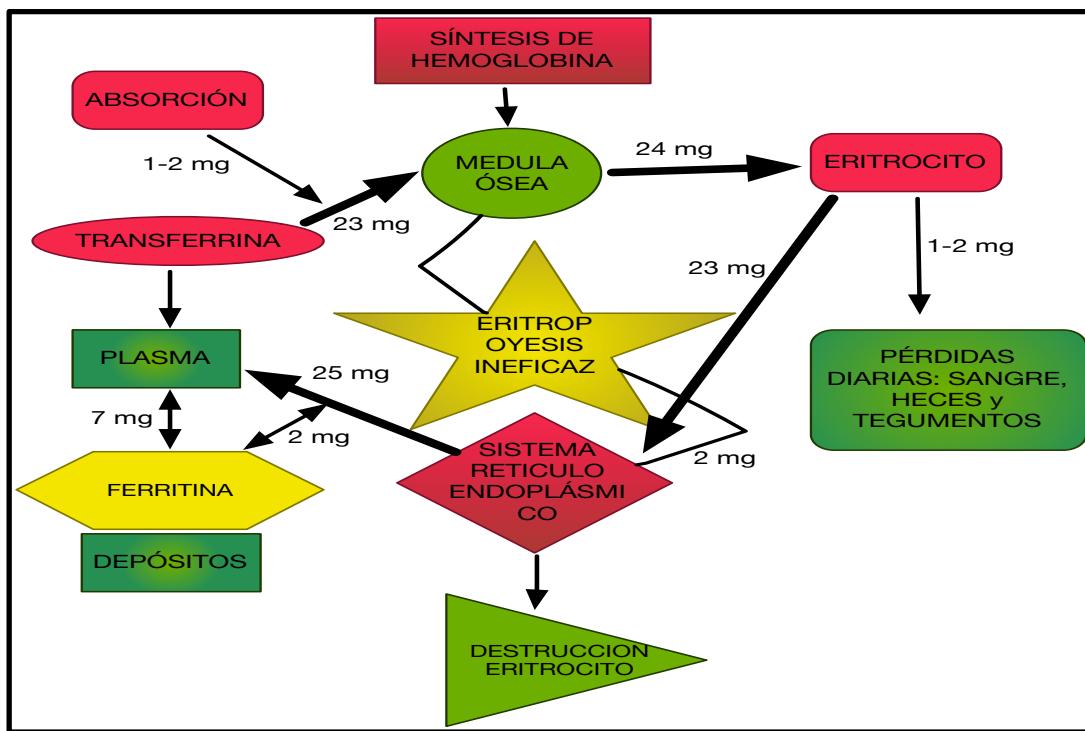 SÍNTESIS DE
HEMOGLOBINA
ABSORCIÓN
1-2 mg
MEDULA
ÓSEA
24 mg
ERITROCITO
23 mg
TRANSFERRINA
1-2 mg
23 mg
ERITROP
OYESIS
INEFICAZ
PLASMA
25 mg
PÉRDIDAS
DIARIAS: SANGRE,
HECES y
TEGUMENTOS
7 mg
2 mg
SISTEMA
RETICULO
ENDOPLÁSMI
CO
2 mg
FERRITINA
DEPÓSITOS
DESTRUCCION
ERITROCITO